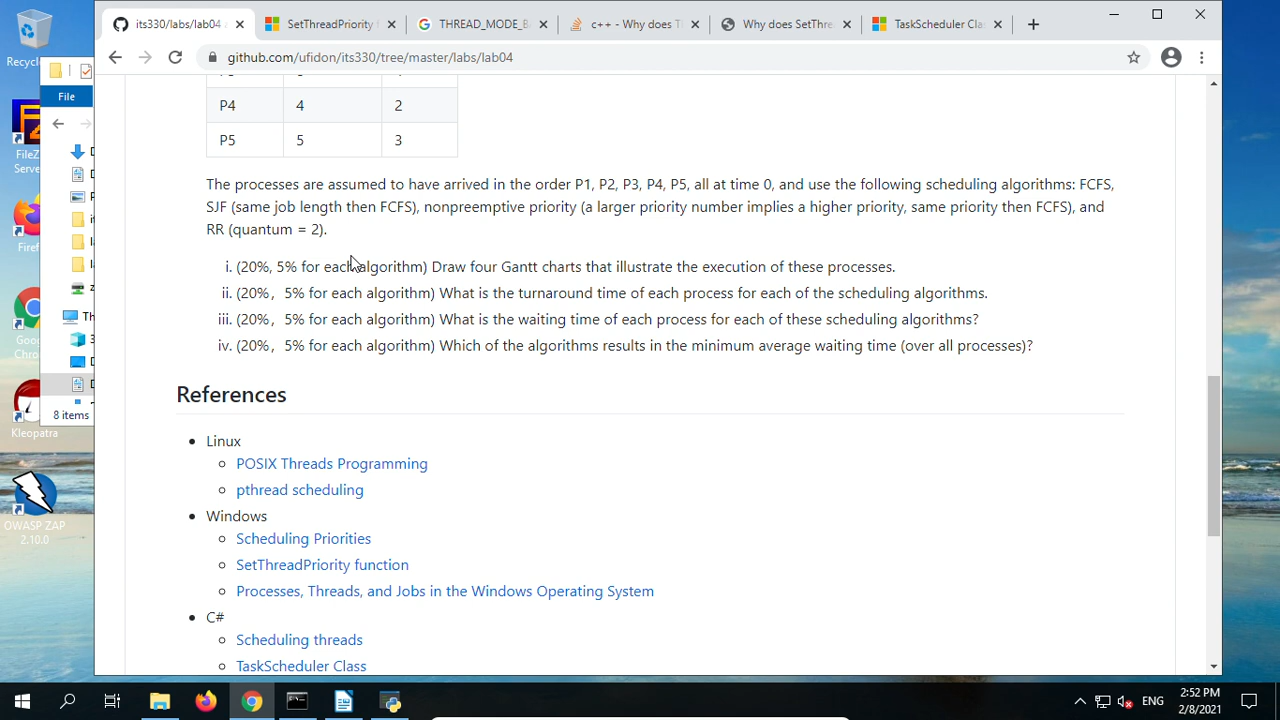 Recycl
FileZ
Serve
Firef
Goo
Chro
Kleopatra
OWASP ZAP
2.10.0
File
8 items
its330/labs/lab04
SetThreadPriority
THREAD_MODE_B
c++ - Why does T
Why does SetThre
TaskScheduler Cla
github.com/ufidon/its330/tree/master/labs/lab04
P4 4 2
P5 5 3
The processes are assumed to have arrived in the order P1, P2, P3, P4, P5, all at time 0, and use the following scheduling algorithms: FCFS,
SJF (same job length then FCFS), nonpreemptive priority (a larger priority number implies a higher priority, same priority then FCFS), and
RR (quantum = 2).
i. (20%, 5% for each algorithm) Draw four Gantt charts that illustrate the execution of these processes.
ii. (20%，5% for each algorithm) What is the turnaround time of each process for each of the scheduling algorithms.
iii. (20%，5% for each algorithm) What is the waiting time of each process for each of these scheduling algorithms?
iv. (20%，5% for each algorithm) Which of the algorithms results in the minimum average waiting time (over all processes)?
References
Linux
POSIX Threads Programming
pthread scheduling
Windows
Scheduling Priorities
SetThreadPriority function
Processes, Threads, and Jobs in the Windows Operating System
C#
Scheduling threads
TaskScheduler Class
ENG
2:52 PM
2/8/2021